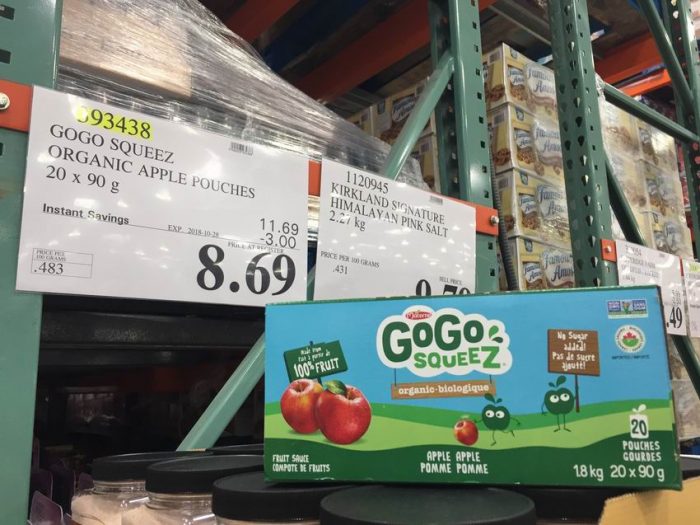 593438
GOGO SQUEEZ
ORGANIC APPLE POUCHES
20 x 90 g
Instant Savings
EXP. 2018-10-28
11.69
-3.00
PRICE AT REGISTER
8.69
PRICE PER
100 GRAMS
.483
1120945
KIRKLAND SIGNATURE
HIMALAYAN PINK SALT
2.27 kg
PRICE PER 100 GRAMS
.431
SELL PRICE
Famous
Amos
.49
Materne
GoGo
SQUEEZ
organic·biologique
Made from
Fait à partir de
100% FRUIT
No Sugar
added!
Pas de sucre
ajouté!
FRUIT SAUCE
COMPOTE DE FRUITS
APPLE APPLE
POMME POMME
20
POUCHES
GOURDES
1.8 kg 20 x 90 g